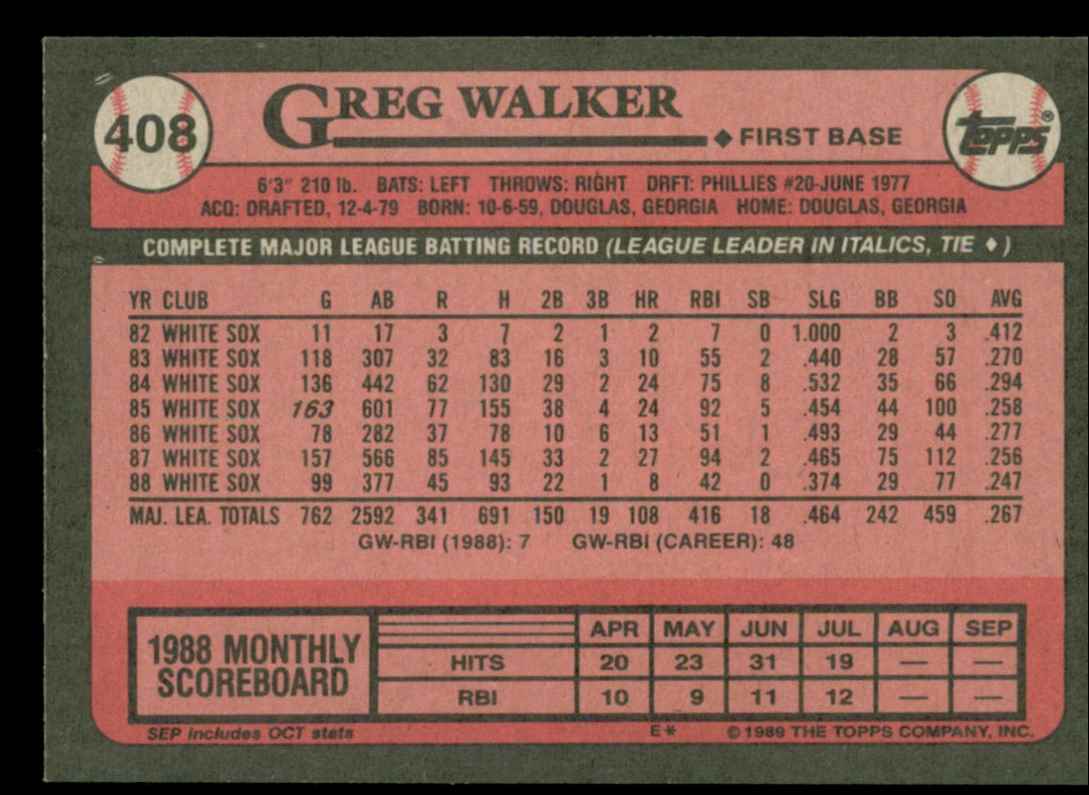 408
GREG WALKER
◆ FIRST BASE
TOPPS®
6'3" 210 lb. BATS: LEFT THROWS: RIGHT DRFT: PHILLIES #20-JUNE 1977
ACQ: DRAFTED, 12-4-79 BORN: 10-6-59, DOUGLAS, GEORGIA HOME: DOUGLAS, GEORGIA
COMPLETE MAJOR LEAGUE BATTING RECORD (LEAGUE LEADER IN ITALICS, TIE ♦)
YR CLUB G AB R H 2B 3B HR RBI SB SLG BB SO AVG
82 WHITE SOX 11 17 3 7 2 1 2 7 0 1.000 2 3 .412
83 WHITE SOX 118 307 32 83 16 3 10 55 2 .440 28 57 .270
84 WHITE SOX 136 442 62 130 29 2 24 75 8 .532 35 66 .294
85 WHITE SOX 163 601 77 155 38 4 24 92 5 .454 44 100 .258
86 WHITE SOX 78 282 37 78 10 6 13 51 1 .493 29 44 .277
87 WHITE SOX 157 566 85 145 33 2 27 94 2 .465 75 112 .256
88 WHITE SOX 99 377 45 93 22 1 8 42 0 .374 29 77 .247
MAJ. LEA. TOTALS 762 2592 341 691 150 19 108 416 18 .464 242 459 .267
GW-RBI (1988): 7 GW-RBI (CAREER): 48
1988 MONTHLY
SCOREBOARD
APR MAY JUN JUL AUG SEP
HITS 20 23 31 19 — —
RBI 10 9 11 12 — —
SEP includes OCT stats E* © 1989 THE TOPPS COMPANY, INC.